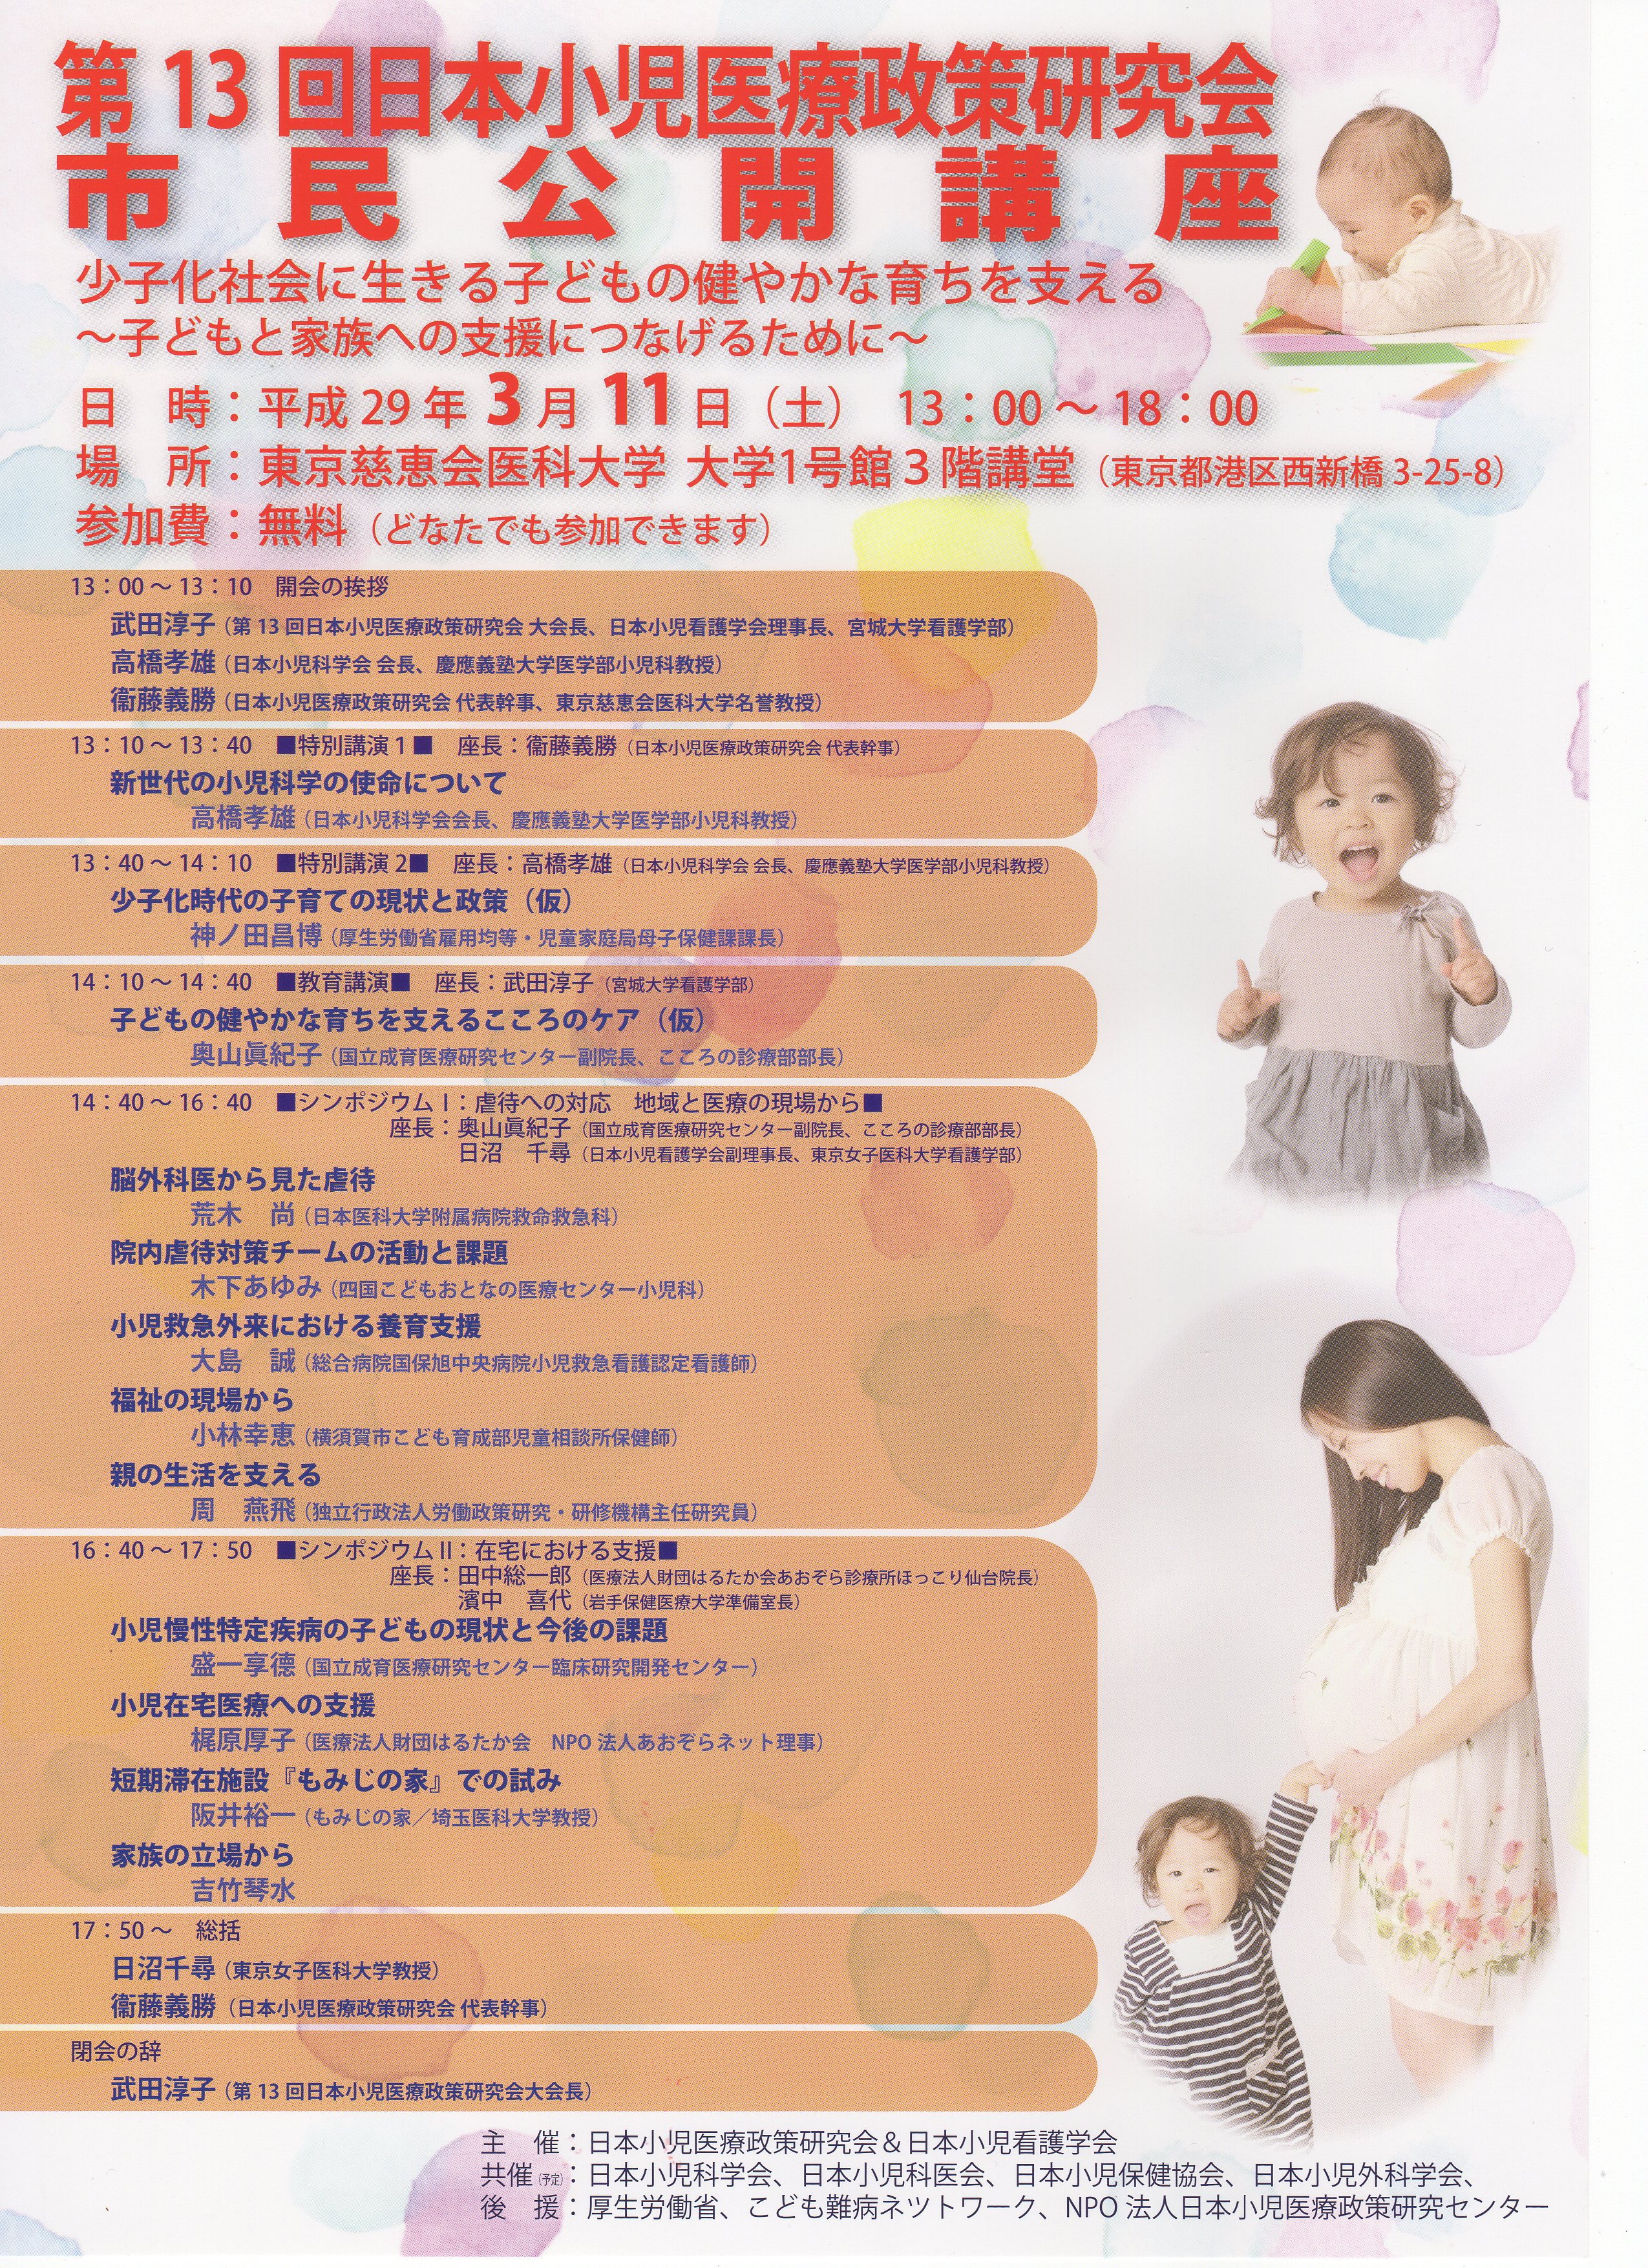 第13回日本小児医療政策研究会
市民公開講座
少子化社会に生きる子どもの健やかな育ちを支える
～子どもと家族への支援につなげるために～
日　時：平成29年3月11日（土）　13：00～18：00
場　所：東京慈恵会医科大学 大学1号館3階講堂（東京都港区西新橋3-25-8）
参加費：無料（どなたでも参加できます）
13：00～13：10　開会の挨拶
武田淳子（第13回日本小児医療政策研究会 大会長、日本小児看護学会理事長、宮城大学看護学部）
高橋孝雄（日本小児科学会 会長、慶應義塾大学医学部小児科教授）
衞藤義勝（日本小児医療政策研究会 代表幹事、東京慈恵会医科大学名誉教授）
13：10～13：40　■特別講演1■　座長：衞藤義勝（日本小児医療政策研究会 代表幹事）
新世代の小児科学の使命について
高橋孝雄（日本小児科学会会長、慶應義塾大学医学部小児科教授）
13：40～14：10　■特別講演2■　座長：高橋孝雄（日本小児科学会 会長、慶應義塾大学医学部小児科教授）
少子化時代の子育ての現状と政策（仮）
神ノ田昌博（厚生労働省雇用均等・児童家庭局母子保健課課長）
14：10～14：40　■教育講演■　座長：武田淳子（宮城大学看護学部）
子どもの健やかな育ちを支えるこころのケア（仮）
奥山眞紀子（国立成育医療研究センター副院長、こころの診療部部長）
14：40～16：40　■シンポジウムⅠ：虐待への対応　地域と医療の現場から■
座長：奥山眞紀子（国立成育医療研究センター副院長、こころの診療部部長）
日沼　千尋（日本小児看護学会副理事長、東京女子医科大学看護学部）
脳外科医から見た虐待
荒木　尚（日本医科大学附属病院救命救急科）
院内虐待対策チームの活動と課題
木下あゆみ（四国こどもおとなの医療センター小児科）
小児救急外来における養育支援
大島　誠（総合病院国保旭中央病院小児救急看護認定看護師）
福祉の現場から
小林幸恵（横須賀市こども育成部児童相談所保健師）
親の生活を支える
周　燕飛（独立行政法人労働政策研究・研修機構主任研究員）
16：40～17：50　■シンポジウムⅡ：在宅における支援■
座長：田中総一郎（医療法人財団はるたか会あおぞら診療所ほっこり仙台院長）
濱中　喜代（岩手保健医療大学準備室長）
小児慢性特定疾病の子どもの現状と今後の課題
盛一享德（国立成育医療研究センター臨床研究開発センター）
小児在宅医療への支援
梶原厚子（医療法人財団はるたか会　NPO法人あおぞらネット理事）
短期滞在施設『もみじの家』での試み
阪井裕一（もみじの家／埼玉医科大学教授）
家族の立場から
吉竹琴水
17：50～　総括
日沼千尋（東京女子医科大学教授）
衞藤義勝（日本小児医療政策研究会 代表幹事）
閉会の辞
武田淳子（第13回日本小児医療政策研究会大会長）
主　催：日本小児医療政策研究会＆日本小児看護学会
共催(予定)：日本小児科学会、日本小児科医会、日本小児保健協会、日本小児外科学会、
後　援：厚生労働省、こども難病ネツトワーク、NPO法人日本小児医療政策研究センター